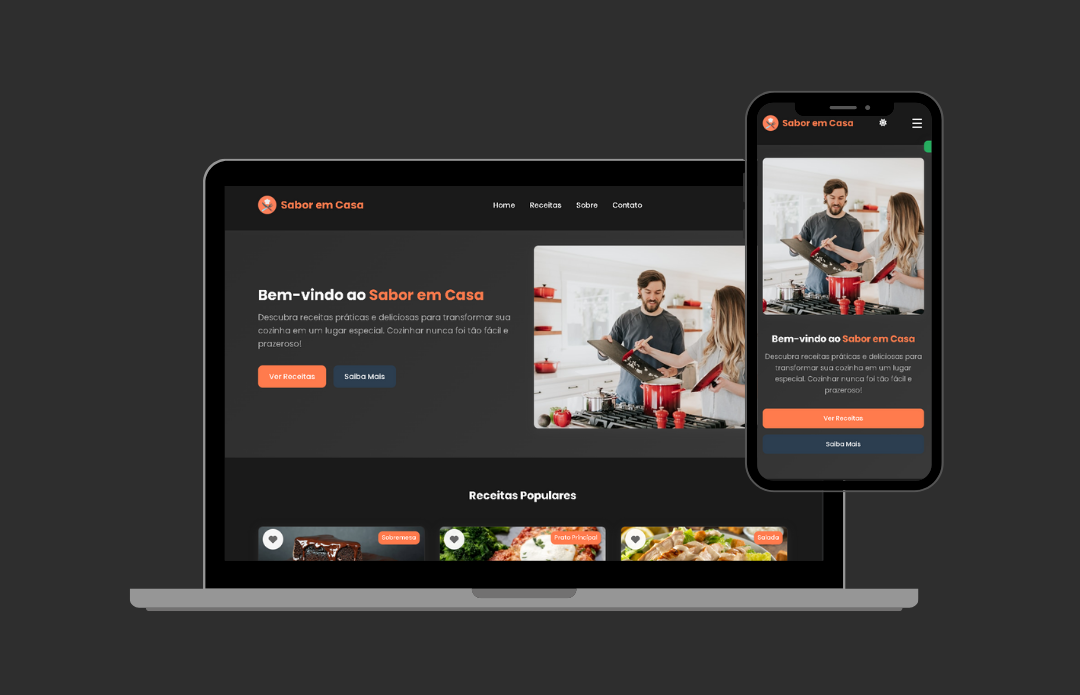 Sabor em Casa
Home Receitas Sobre Contato
Bem-vindo ao Sabor em Casa
Descubra receitas práticas e deliciosas para transformar sua
cozinha em um lugar especial. Cozinhar nunca foi tão fácil e
prazeroso!
Ver Receitas Saiba Mais
Receitas Populares
Sobremesa Prato Principal Salada
Sabor em Casa
Bem-vindo ao Sabor em Casa
Descubra receitas práticas e deliciosas para
transformar sua cozinha em um lugar
especial. Cozinhar nunca foi tão fácil e
prazeroso!
Ver Receitas
Saiba Mais